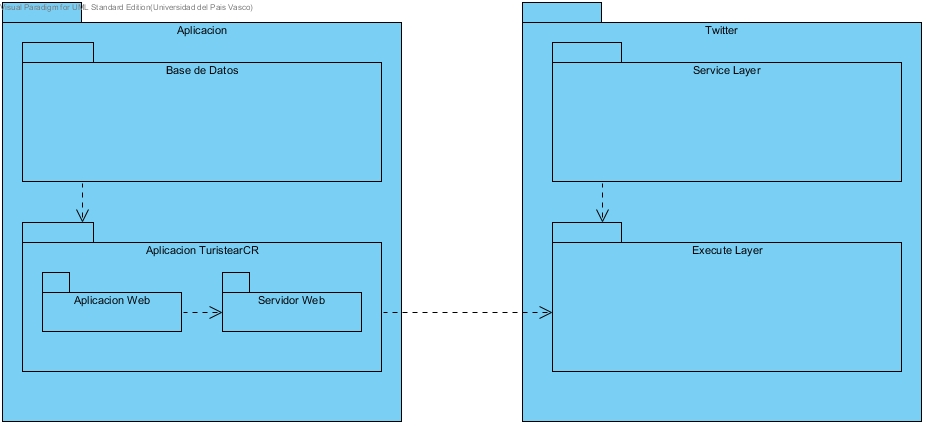 Visual Paradigm for UML Standard Edition(Universidad del Pais Vasco)
Aplicacion
Base de Datos
Aplicacion TuristearCR
Aplicacion Web
Servidor Web
Twitter
Service Layer
Execute Layer